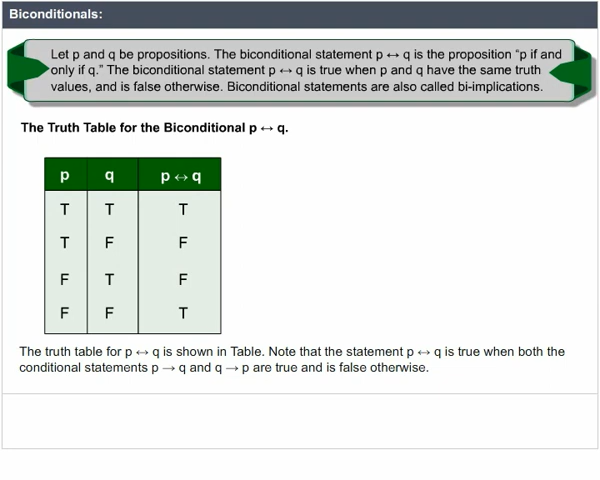 Biconditionals:
Let p and q be propositions. The biconditional statement p ↔ q is the proposition “p if and
only if q.” The biconditional statement p ↔ q is true when p and q have the same truth
values, and is false otherwise. Biconditional statements are also called bi-implications.
The Truth Table for the Biconditional p ↔ q.
p q p ↔ q
T T T
T F F
F T F
F F T
The truth table for p ↔ q is shown in Table. Note that the statement p ↔ q is true when both the
conditional statements p → q and q → p are true and is false otherwise.